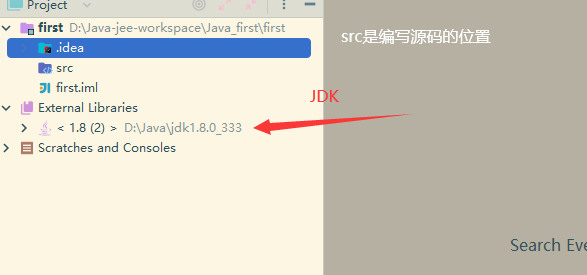 Project
first D:\Java-jee-workspace\Java_first\first
.idea
src
first.iml
External Libraries
< 1.8 (2) > D:\Java\jdk1.8.0_333
Scratches and Consoles
src是编写源码的位置
JDK
Search Eve